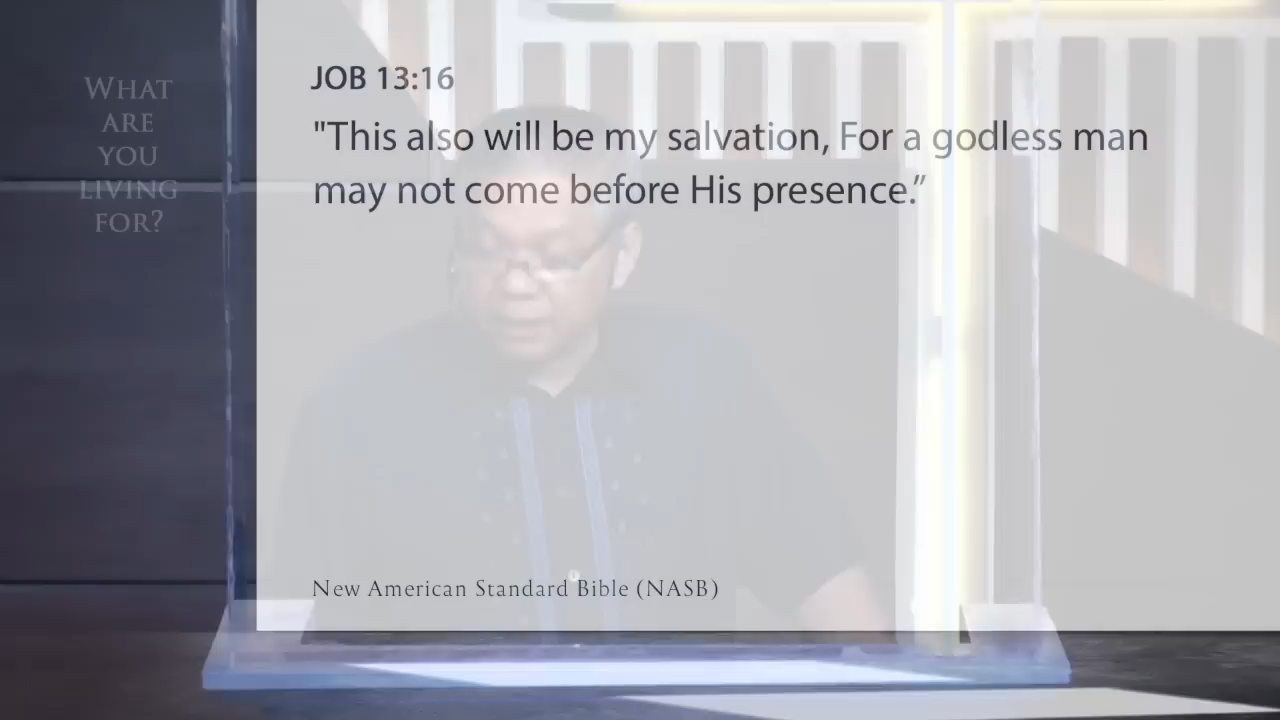 WHAT
ARE
YOU
LIVING
FOR?
JOB 13:16
"This also will be my salvation, For a godless man
may not come before His presence.”
New American Standard Bible (NASB)